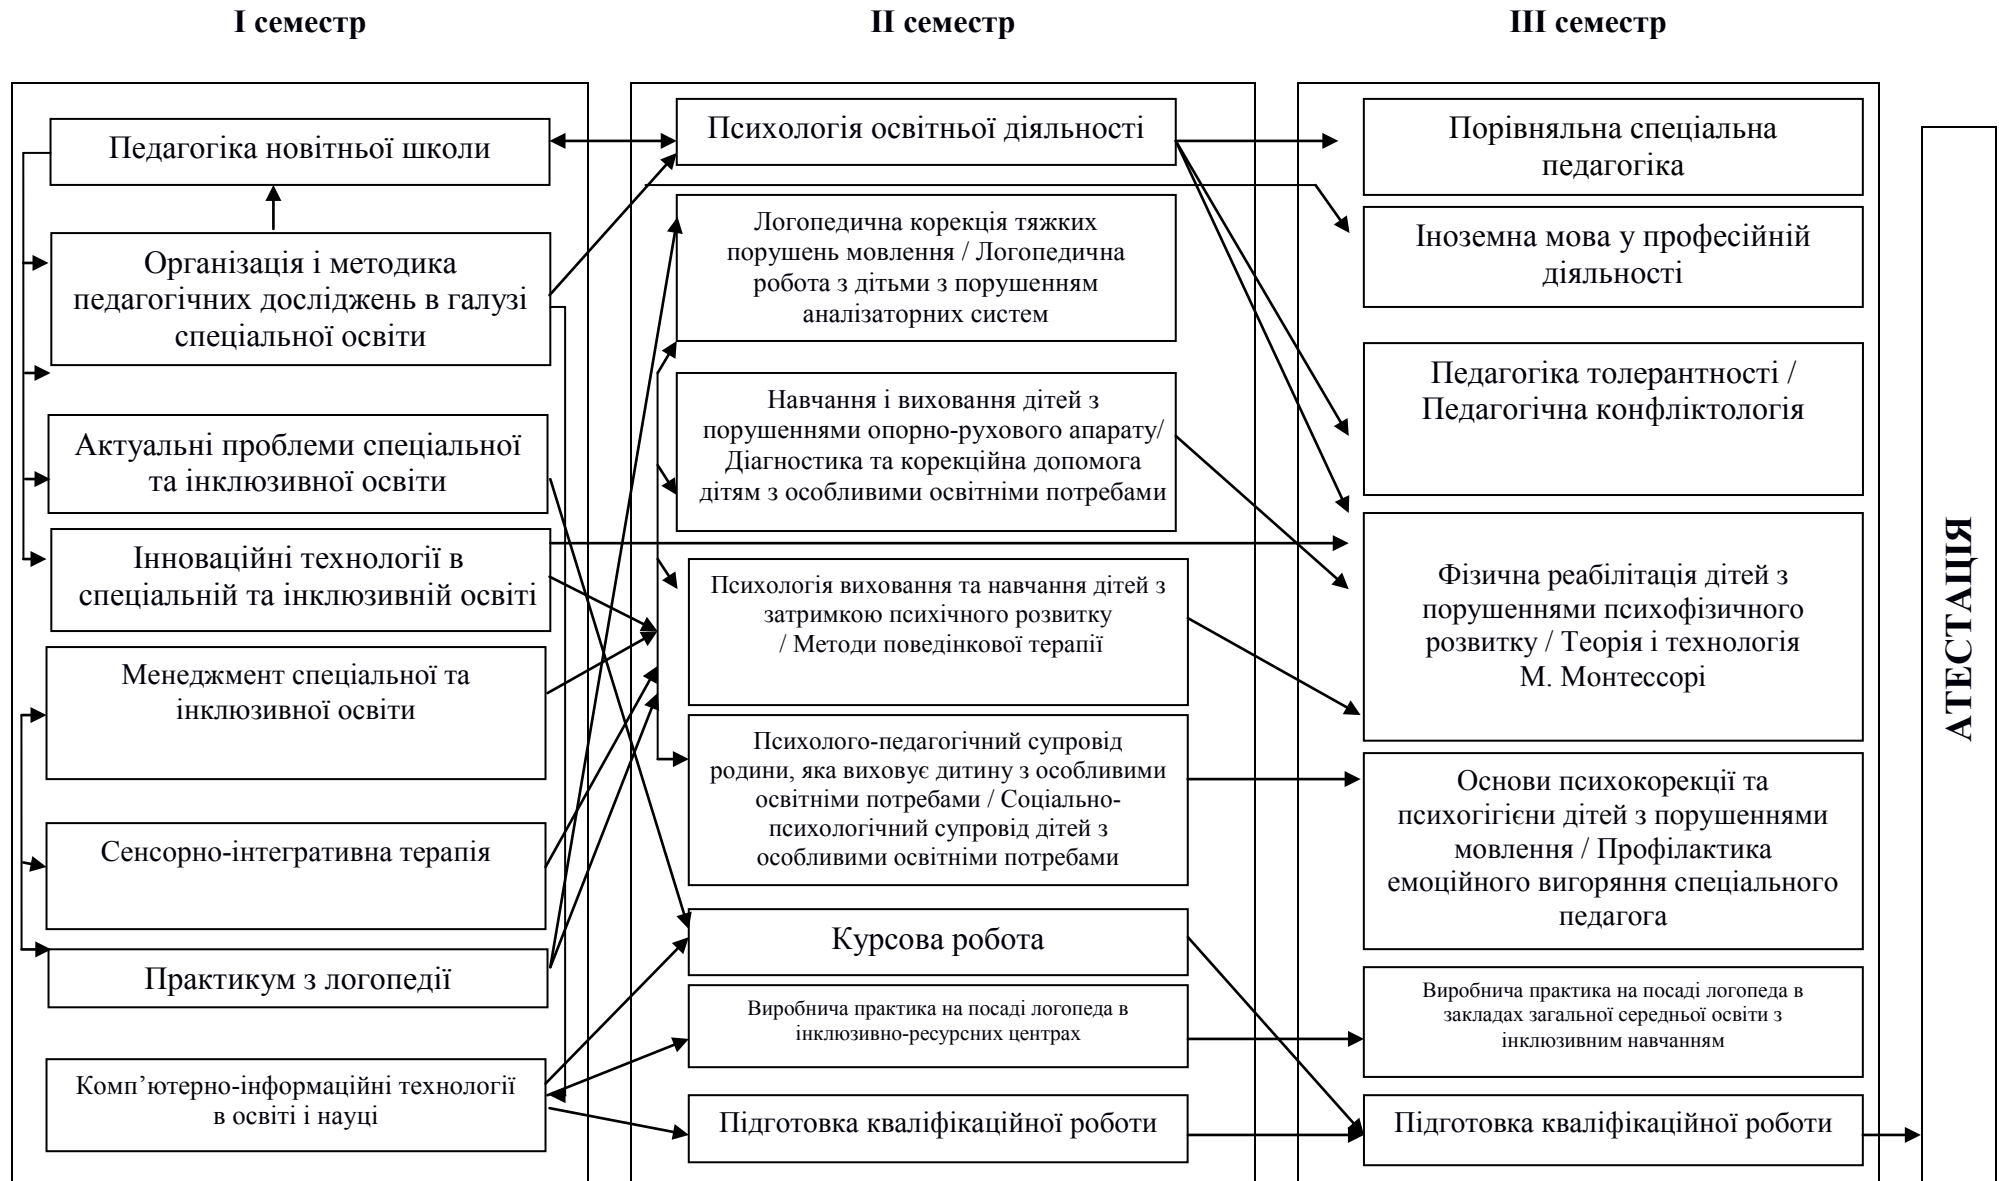 І семестр
ІІ семестр
ІІІ семестр
Педагогіка новітньої школи
Організація і методика
педагогічних досліджень в галузі
спеціальної освіти
Актуальні проблеми спеціальної
та інклюзивної освіти
Інноваційні технології в
спеціальній та інклюзивній освіті
Менеджмент спеціальної та
інклюзивної освіти
Сенсорно-інтегративна терапія
Практикум з логопедії
Комп’ютерно-інформаційні технології
в освіті і науці
Психологія освітньої діяльності
Логопедична корекція тяжких
порушень мовлення / Логопедична
робота з дітьми з порушенням
аналізаторних систем
Навчання і виховання дітей з
порушеннями опорно-рухового апарату/
Діагностика та корекційна допомога
дітям з особливими освітніми потребами
Психологія виховання та навчання дітей з
затримкою психічного розвитку
/ Методи поведінкової терапії
Психолого-педагогічний супровід
родини, яка виховує дитину з особливими
освітніми потребами / Соціально-
психологічний супровід дітей з
особливими освітніми потребами
Курсова робота
Виробнича практика на посаді логопеда в
інклюзивно-ресурсних центрах
Підготовка кваліфікаційної роботи
Порівняльна спеціальна
педагогіка
Іноземна мова у професійній
діяльності
Педагогіка толерантності /
Педагогічна конфліктологія
Фізична реабілітація дітей з
порушеннями психофізичного
розвитку / Теорія і технологія
М. Монтессорі
Основи психокорекції та
психогігієни дітей з порушеннями
мовлення / Профілактика
емоційного вигоряння спеціального
педагога
Виробнича практика на посаді логопеда в
закладах загальної середньої освіти з
інклюзивним навчанням
Підготовка кваліфікаційної роботи
АТЕСТАЦІЯ